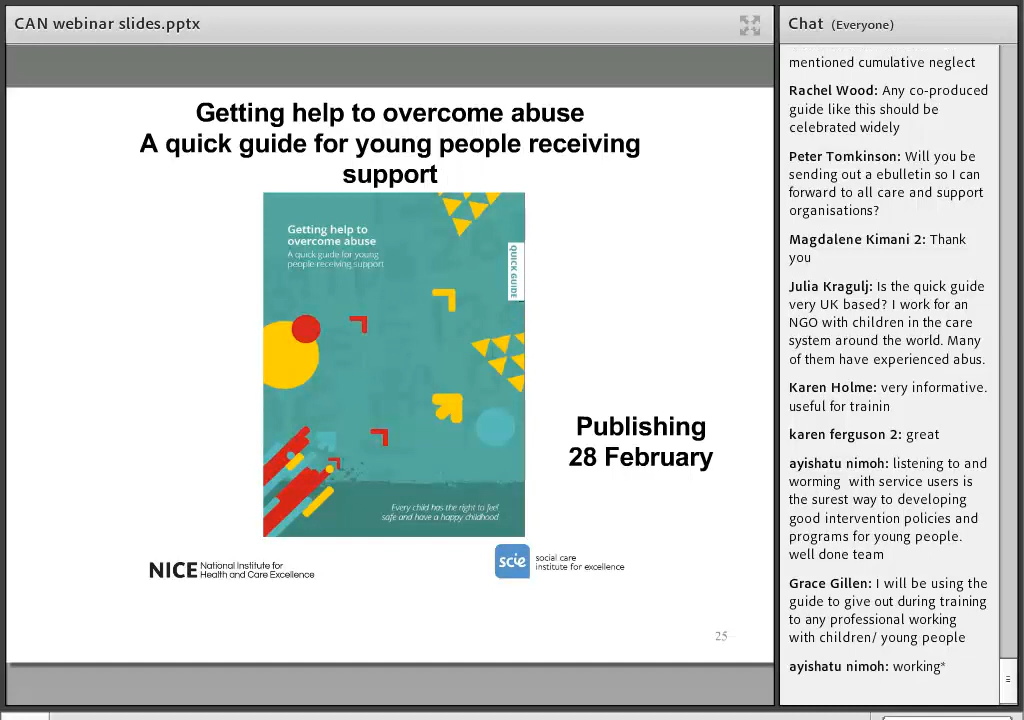 CAN webinar slides.pptx
Getting help to overcome abuse
A quick guide for young people receiving
support
Getting help to
overcome abuse
A quick guide for young
people receiving support
QUICK GUIDE
Every child has the right to feel
safe and have a happy childhood
Publishing
28 February
NICE National Institute for
Health and Care Excellence
scie social care
institute for excellence
25
Chat (Everyone)
mentioned cumulative neglect
Rachel Wood: Any co-produced
guide like this should be
celebrated widely
Peter Tomkinson: Will you be
sending out a ebulletin so I can
forward to all care and support
organisations?
Magdalene Kimani 2: Thank
you
Julia Kragulj: Is the quick guide
very UK based? I work for an
NGO with children in the care
system around the world. Many
of them have experienced abus.
Karen Holme: very informative.
useful for trainin
karen ferguson 2: great
ayishatu nimoh: listening to and
worming with service users is
the surest way to developing
good intervention policies and
programs for young people.
well done team
Grace Gillen: I will be using the
guide to give out during training
to any professional working
with children/ young people
ayishatu nimoh: working*